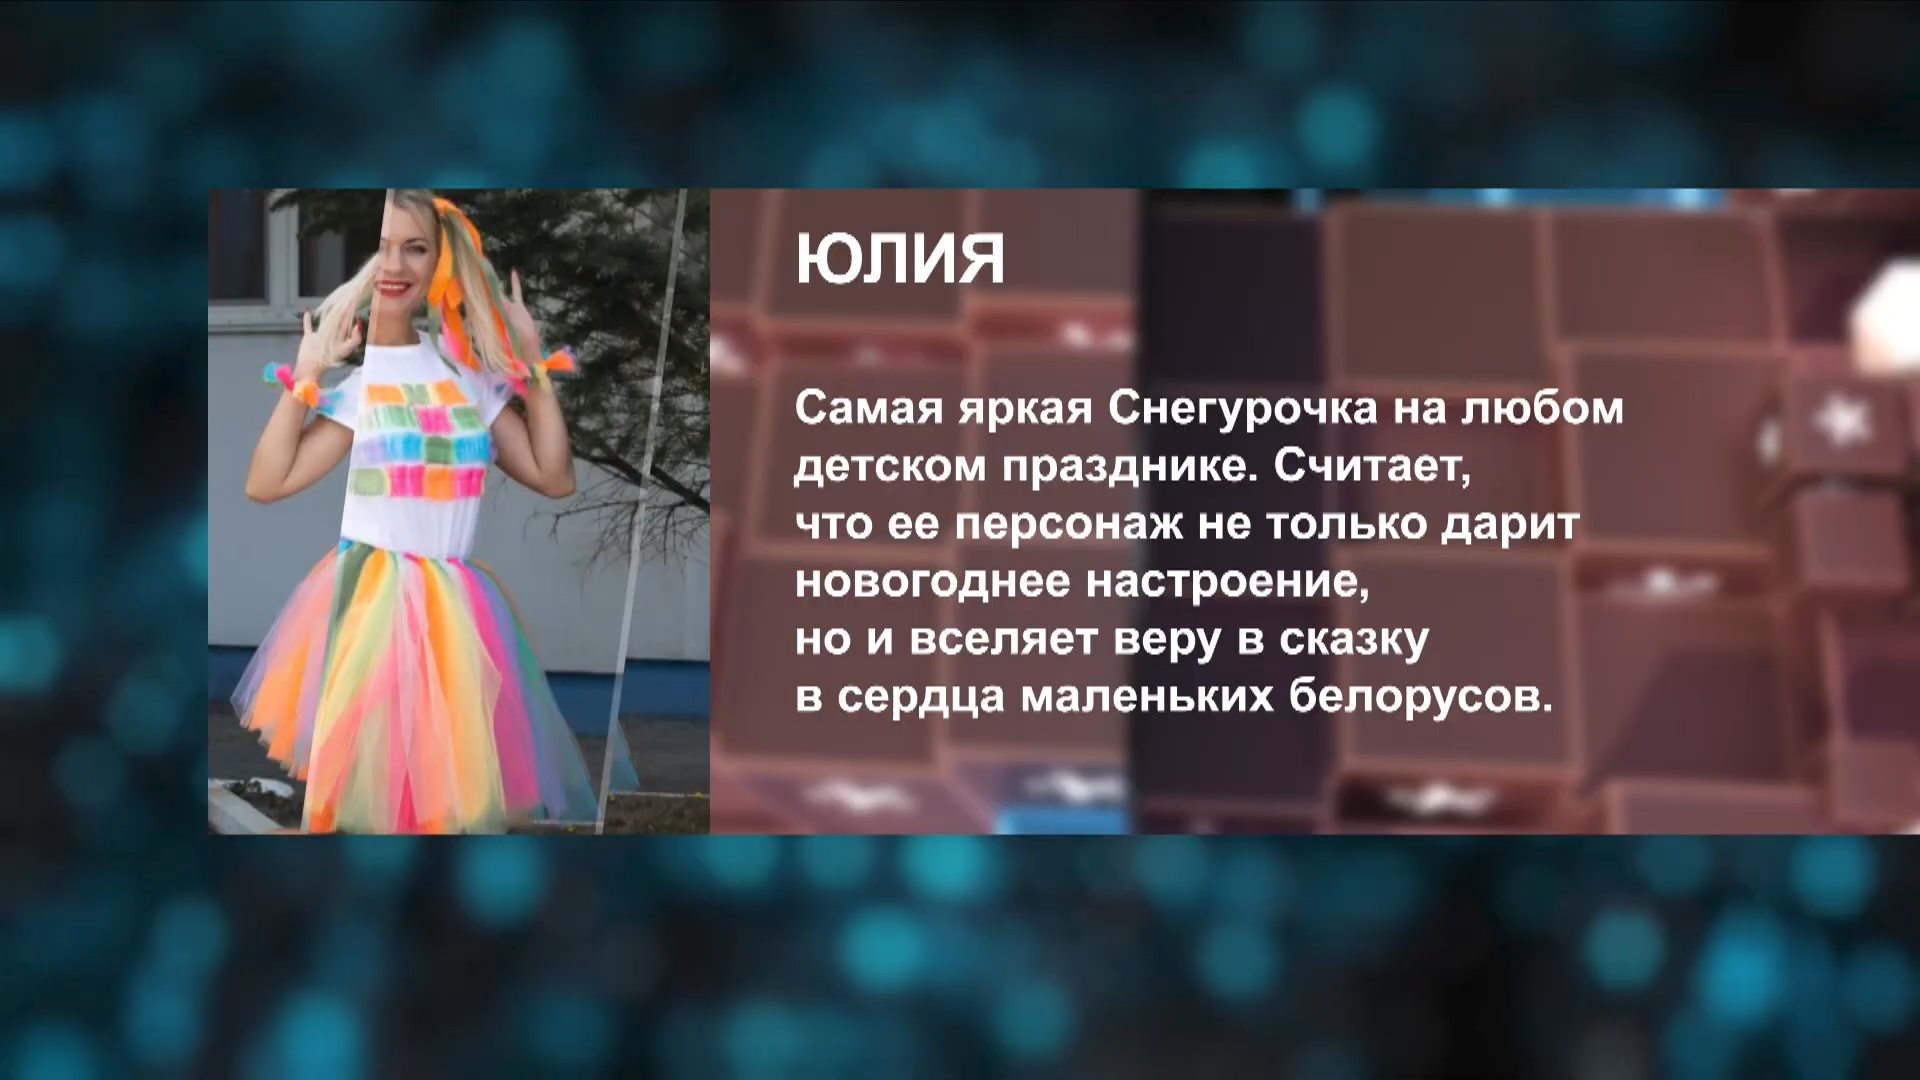 ЮЛИЯ
Самая яркая Снегурочка на любом
детском празднике. Считает,
что ее персонаж не только дарит
новогоднее настроение,
но и вселяет веру в сказку
в сердца маленьких белорусов.